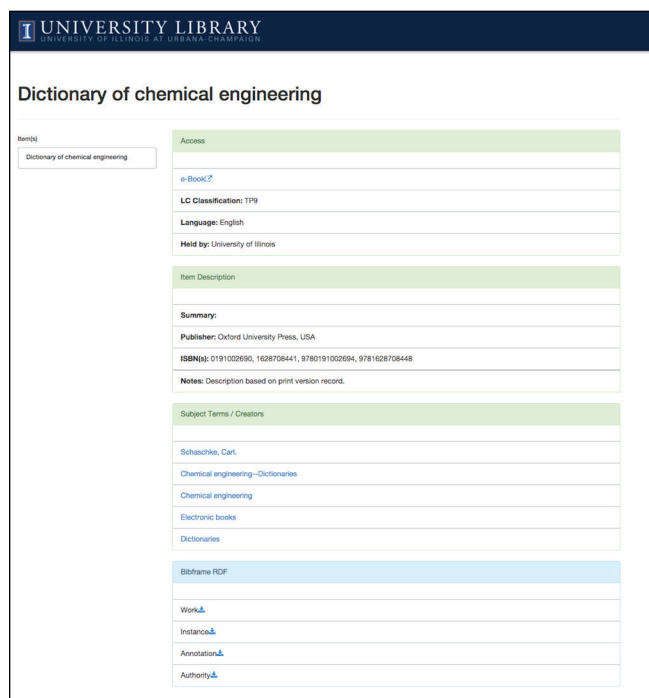 I UNIVERSITY LIBRARY
UNIVERSITY OF ILLINOIS AT URBANA-CHAMPAIGN
Dictionary of chemical engineering
Item(s)
Dictionary of chemical engineering
Access
e-Book
LC Classification: TP9
Language: English
Held by: University of Illinois
Item Description
Summary:
Publisher: Oxford University Press, USA
ISBN(s): 0191002690, 1628708441, 9780191002694, 9781628708448
Notes: Description based on print version record.
Subject Terms / Creators
Schaschke, Carl.
Chemical engineering--Dictionaries
Chemical engineering
Electronic books
Dictionaries
Bibframe RDF
Work
Instance
Annotation
Authority